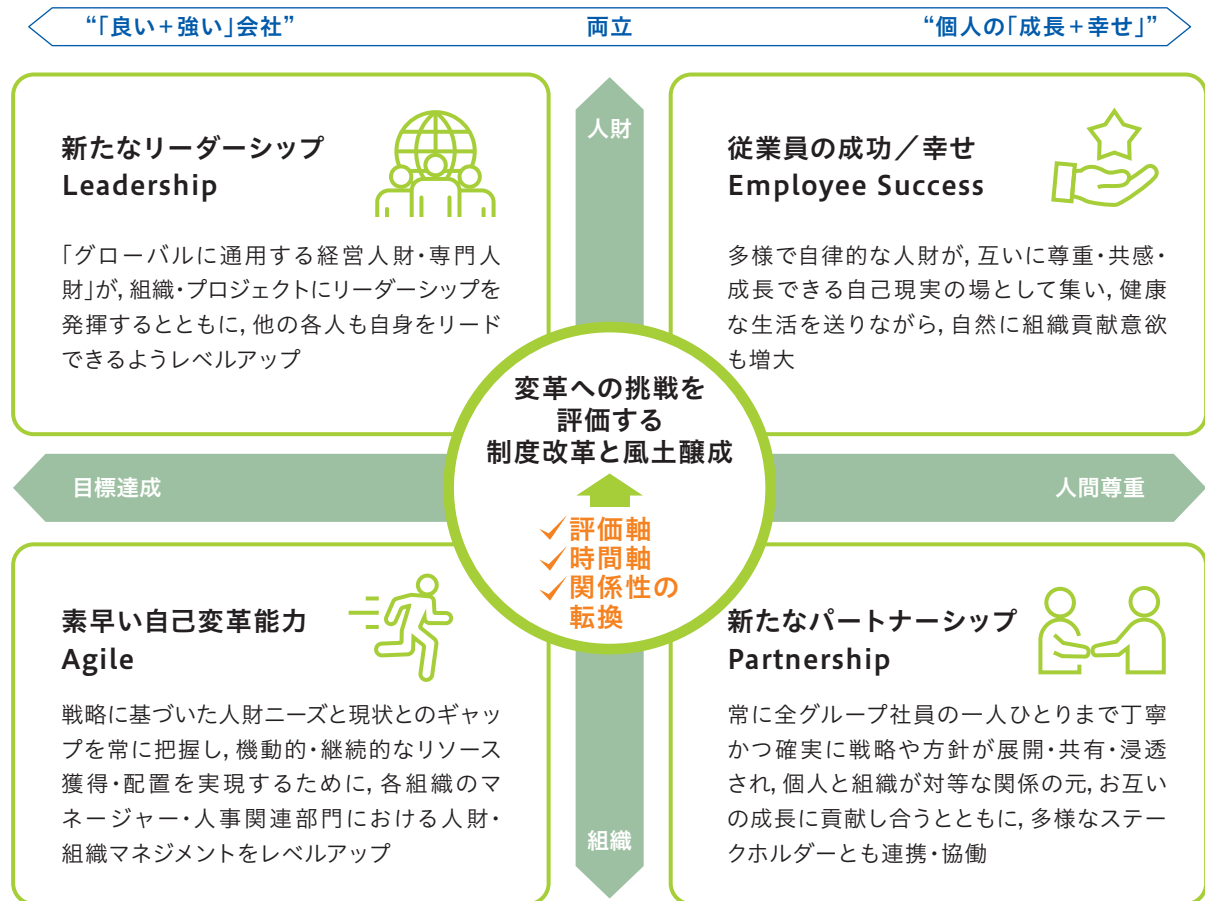 “「良い+強い」会社” 両立 “個人の「成長+幸せ」”
人財
新たなリーダーシップ
Leadership
「グローバルに通用する経営人財・専門人
財」が, 組織・プロジェクトにリーダーシップを
発揮するとともに, 他の各人も自身をリード
できるようレベルアップ
従業員の成功／幸せ
Employee Success
多様で自律的な人財が, 互いに尊重・共感・
成長できる自己現実の場として集い, 健康
な生活を送りながら, 自然に組織貢献意欲
も増大
変革への挑戦を
評価する
制度改革と風土醸成
✓評価軸
✓時間軸
✓関係性の
転換
目標達成
人間尊重
素早い自己変革能力
Agile
戦略に基づいた人財ニーズと現状とのギャッ
プを常に把握し, 機動的・継続的なリソース
獲得・配置を実現するために, 各組織のマ
ネージャー・人事関連部門における人財・
組織マネジメントをレベルアップ
新たなパートナーシップ
Partnership
常に全グループ社員の一人ひとりまで丁寧
かつ確実に戦略や方針が展開・共有・浸透
され, 個人と組織が対等な関係の元, お互い
の成長に貢献し合うとともに, 多様なステー
クホルダーとも連携・協働
組織